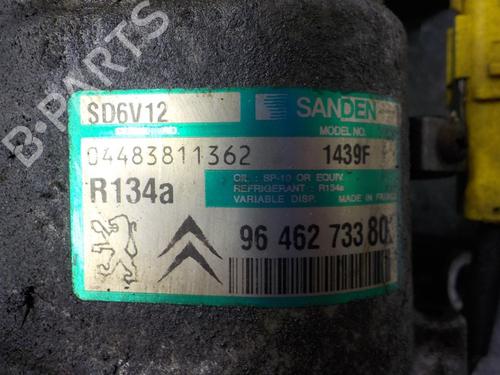 B-PARTS
SD6V12
SANDEN
MODEL NO.
04483811362
1439F
R134a
OIL : SP-10 OR EQUIV.
REFRIGERANT : R134a
VARIABLE DISP.
MADE IN
96 462 733 80